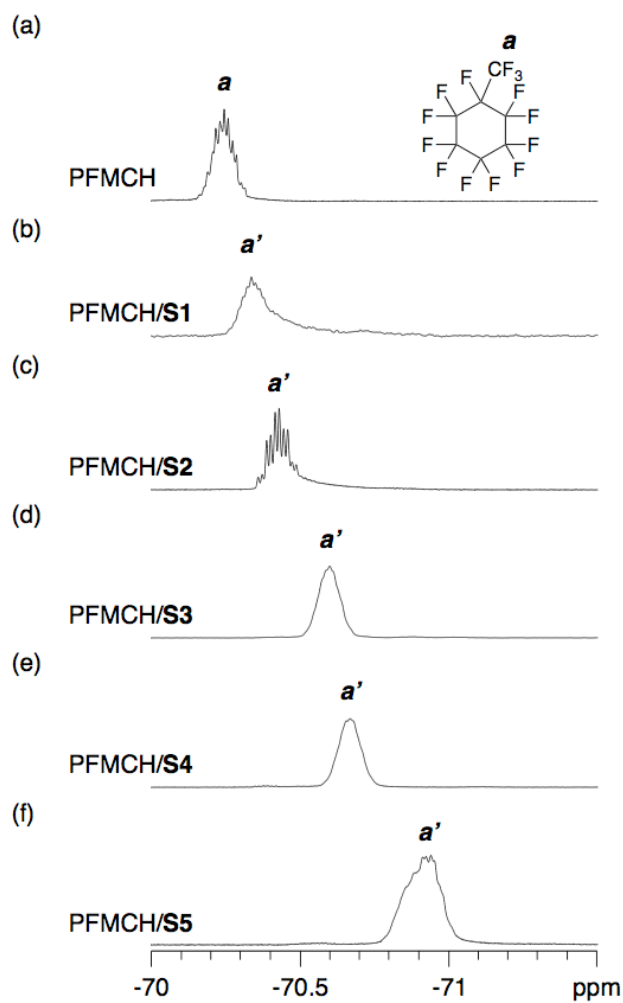 (a)
a
CF3
a
F
F F
F F
PFMCH
F F
F F
F F
(b)
a'
PFMCH/S1
(c)
a'
PFMCH/S2
(d)
a'
PFMCH/S3
(e)
a'
PFMCH/S4
(f)
a'
PFMCH/S5
-70 -70.5 -71 ppm